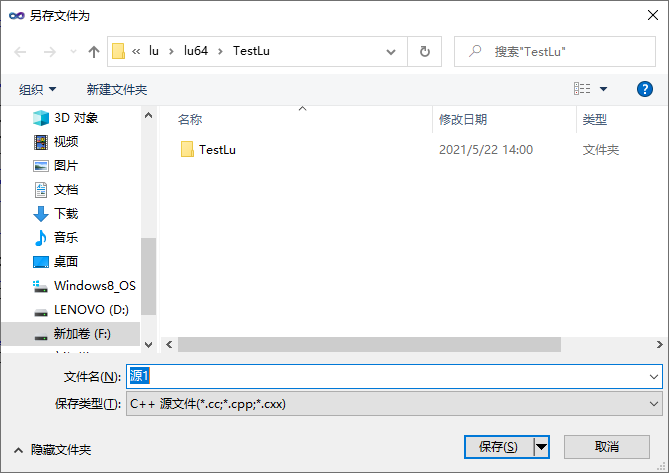 另存文件为
« lu › lu64 › TestLu
搜索"TestLu"
组织 新建文件夹
名称 修改日期 类型
3D 对象
视频
图片
文档
下载
音乐
桌面
Windows8_OS
LENOVO (D:)
新加卷 (F:)
TestLu 2021/5/22 14:00 文件夹
文件名(N): 源1
保存类型(T): C++ 源文件(*.cc;*.cpp;*.cxx)
隐藏文件夹 保存(S) 取消